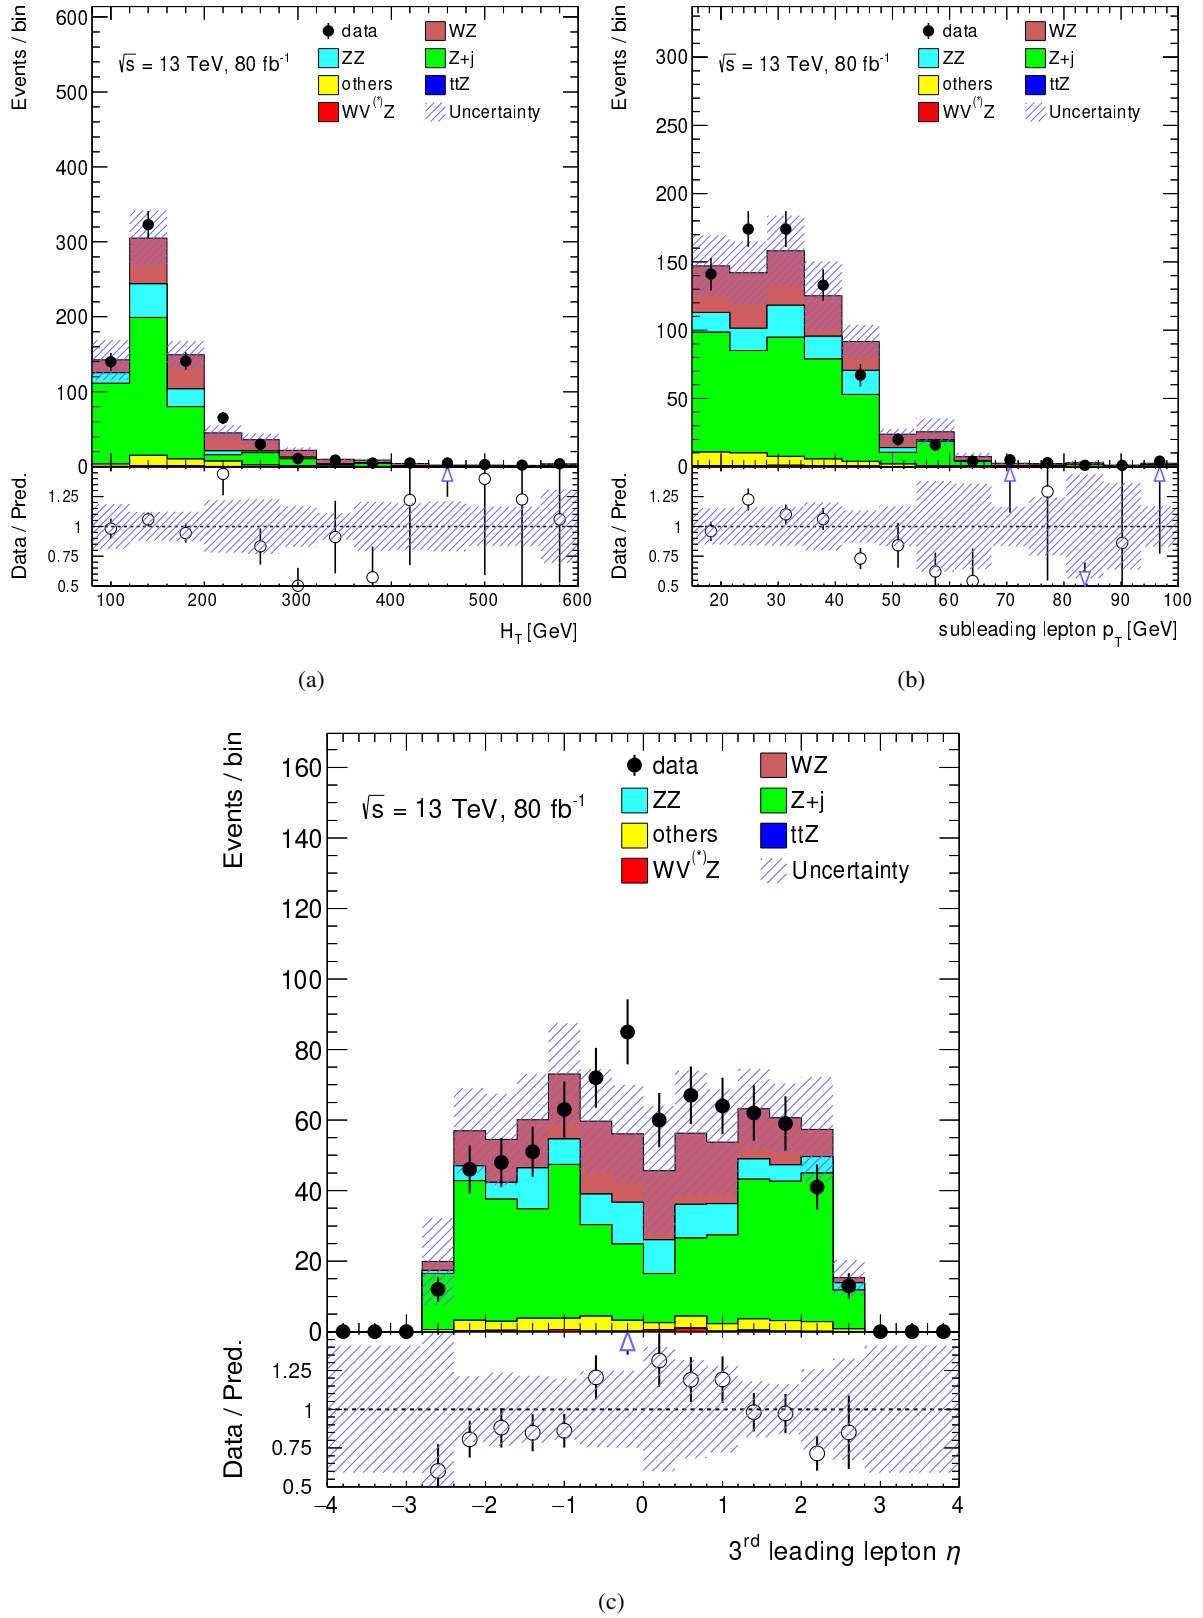 Events / bin
600
500
400
300
200
100
0
√s = 13 TeV, 80 fb-1
data
WZ
ZZ
Z+j
others
ttZ
WV(*)Z
Uncertainty
Data / Pred.
1.25
1
0.75
0.5
100 200 300 400 500 600
HT [GeV]
(a)
Events / bin
300
250
200
150
100
50
0
√s = 13 TeV, 80 fb-1
data
WZ
ZZ
Z+j
others
ttZ
WV(*)Z
Uncertainty
Data / Pred.
1.25
1
0.75
0.5
20 30 40 50 60 70 80 90 100
subleading lepton pT [GeV]
(b)
Events / bin
160
140
120
100
80
60
40
20
0
√s = 13 TeV, 80 fb-1
data
WZ
ZZ
Z+j
others
ttZ
WV(*)Z
Uncertainty
Data / Pred.
1.25
1
0.75
0.5
−4 −3 −2 −1 0 1 2 3 4
3rd leading lepton η
(c)